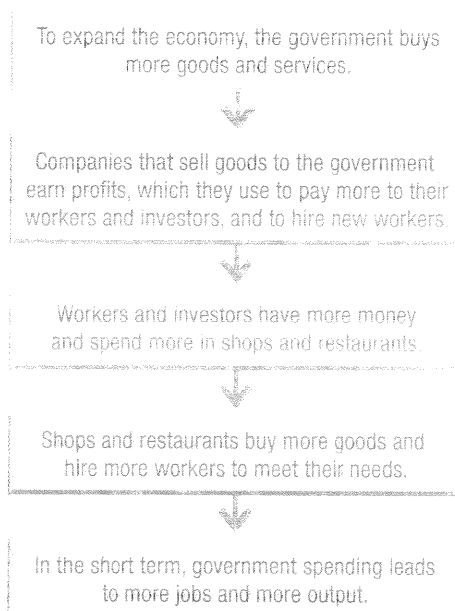 To expand the economy, the government buys
more goods and services.
Companies that sell goods to the government
earn profits, which they use to pay more to their
workers and investors, and to hire new workers.
Workers and investors have more money
and spend more in shops and restaurants.
Shops and restaurants buy more goods and
hire more workers to meet their needs.
In the short term, government spending leads
to more jobs and more output.